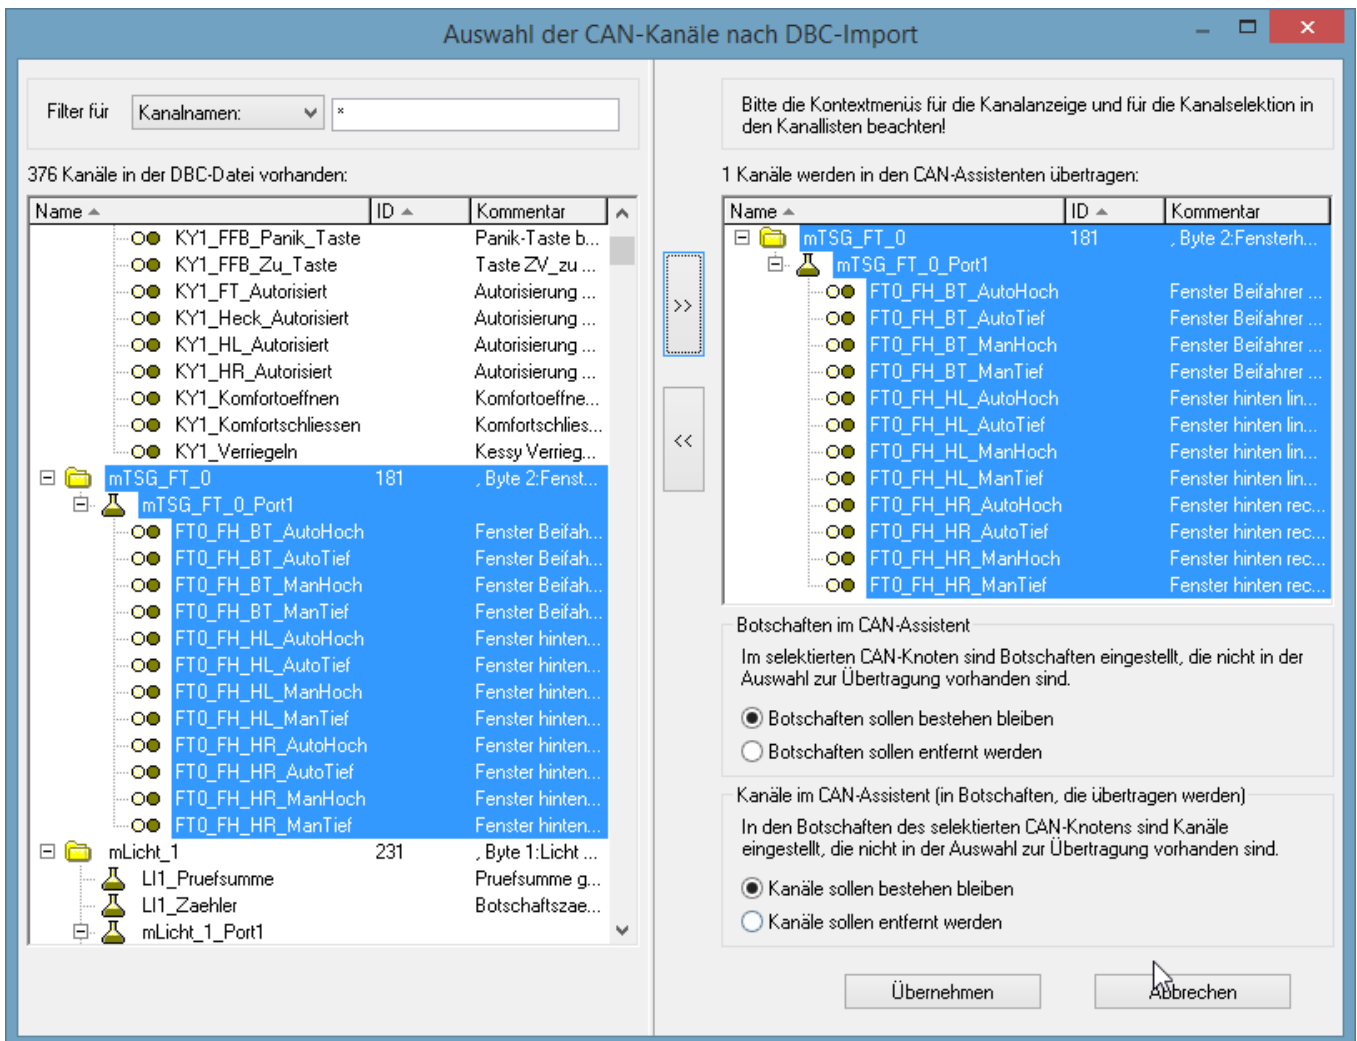 Auswahl der CAN-Kanäle nach DBC-Import
Filter für Kanalnamen: *
376 Kanäle in der DBC-Datei vorhanden:
Name ID Kommentar
KY1_FFB_Panik_Taste Panik-Taste b...
KY1_FFB_Zu_Taste Taste ZV_zu ...
KY1_FT_Autorisiert Autorisierung ...
KY1_Heck_Autorisiert Autorisierung ...
KY1_HL_Autorisiert Autorisierung ...
KY1_HR_Autorisiert Autorisierung ...
KY1_Komfortoeffnen Komfortoeffne...
KY1_Komfortschliessen Komfortschlies...
KY1_Verriegeln Kessy Verrieg...
mTSG_FT_0 181 , Byte 2:Fenst...
mTSG_FT_0_Port1
FT0_FH_BT_AutoHoch Fenster Beifah...
FT0_FH_BT_AutoTief Fenster Beifah...
FT0_FH_BT_ManHoch Fenster Beifah...
FT0_FH_BT_ManTief Fenster Beifah...
FT0_FH_HL_AutoHoch Fenster hinten...
FT0_FH_HL_AutoTief Fenster hinten...
FT0_FH_HL_ManHoch Fenster hinten...
FT0_FH_HL_ManTief Fenster hinten...
FT0_FH_HR_AutoHoch Fenster hinten...
FT0_FH_HR_AutoTief Fenster hinten...
FT0_FH_HR_ManHoch Fenster hinten...
FT0_FH_HR_ManTief Fenster hinten...
mLicht_1 231 , Byte 1:Licht ...
LI1_Pruefsumme Pruefsumme g...
LI1_Zaehler Botschaftszae...
mLicht_1_Port1
>>
<<
Bitte die Kontextmenüs für die Kanalanzeige und für die Kanalselektion in
den Kanallisten beachten!
1 Kanäle werden in den CAN-Assistenten übertragen:
Name ID Kommentar
mTSG_FT_0 181 , Byte 2:Fensterh...
mTSG_FT_0_Port1
FT0_FH_BT_AutoHoch Fenster Beifahrer ...
FT0_FH_BT_AutoTief Fenster Beifahrer ...
FT0_FH_BT_ManHoch Fenster Beifahrer ...
FT0_FH_BT_ManTief Fenster Beifahrer ...
FT0_FH_HL_AutoHoch Fenster hinten lin...
FT0_FH_HL_AutoTief Fenster hinten lin...
FT0_FH_HL_ManHoch Fenster hinten lin...
FT0_FH_HL_ManTief Fenster hinten lin...
FT0_FH_HR_AutoHoch Fenster hinten rec...
FT0_FH_HR_AutoTief Fenster hinten rec...
FT0_FH_HR_ManHoch Fenster hinten rec...
FT0_FH_HR_ManTief Fenster hinten rec...
Botschaften im CAN-Assistent
Im selektierten CAN-Knoten sind Botschaften eingestellt, die nicht in der
Auswahl zur Übertragung vorhanden sind.
Botschaften sollen bestehen bleiben
Botschaften sollen entfernt werden
Kanäle im CAN-Assistent (in Botschaften, die übertragen werden)
In den Botschaften des selektierten CAN-Knotens sind Kanäle
eingestellt, die nicht in der Auswahl zur Übertragung vorhanden sind.
Kanäle sollen bestehen bleiben
Kanäle sollen entfernt werden
Übernehmen Abbrechen